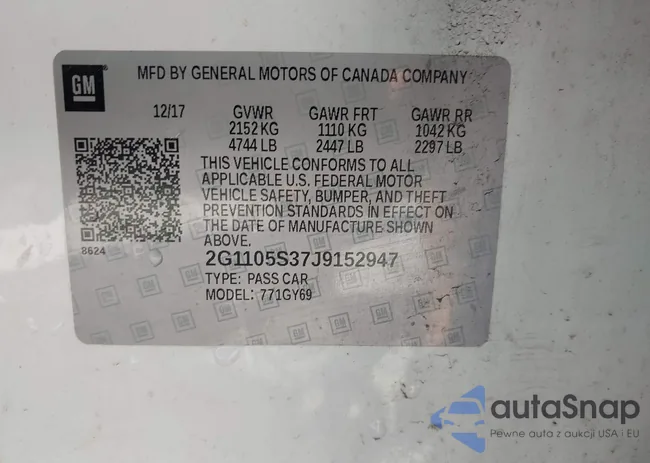 GM
MFD BY GENERAL MOTORS OF CANADA COMPANY
12/17 GVWR GAWR FRT GAWR RR
2152 KG 1110 KG 1042 KG
4744 LB 2447 LB 2297 LB
THIS VEHICLE CONFORMS TO ALL
APPLICABLE U.S. FEDERAL MOTOR
VEHICLE SAFETY, BUMPER, AND THEFT
PREVENTION STANDARDS IN EFFECT ON
THE DATE OF MANUFACTURE SHOWN
ABOVE.
8624
2G1105S37J9152947
TYPE: PASS CAR
MODEL: 771GY69
autaSnap
Pewne auta z aukcji USA i EU